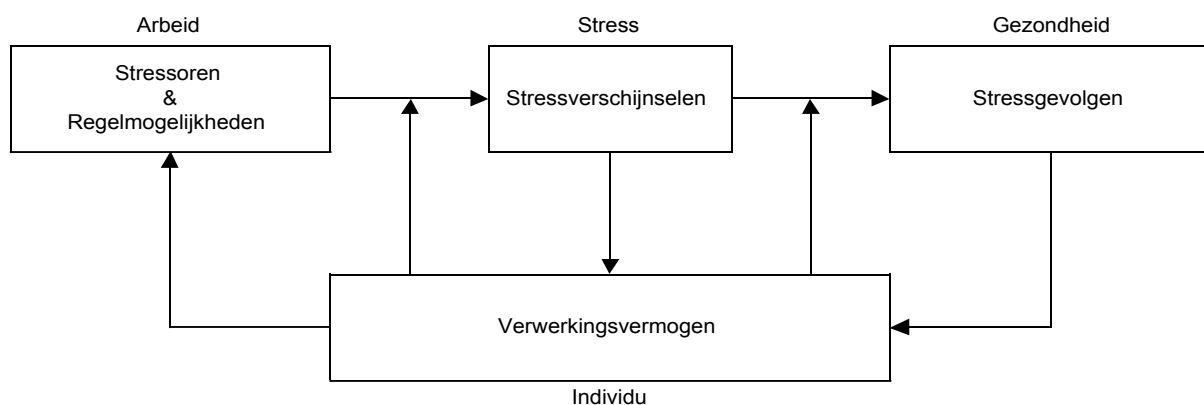 Arbeid
Stress
Gezondheid
Stressoren
&
Regelmogelijkheden
Stressverschijnselen
Stressgevolgen
Verwerkingsvermogen
Individu